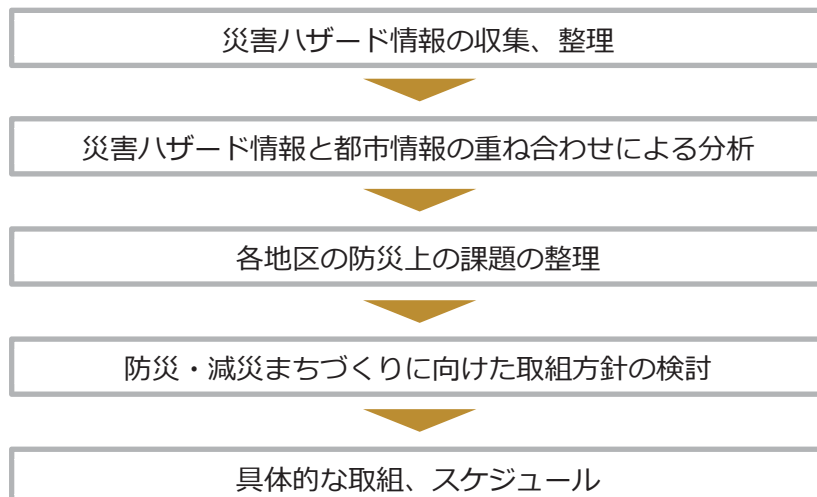 災害ハザード情報の収集、整理
災害ハザード情報と都市情報の重ね合わせによる分析
各地区の防災上の課題の整理
防災・減災まちづくりに向けた取組方針の検討
具体的な取組、スケジュール